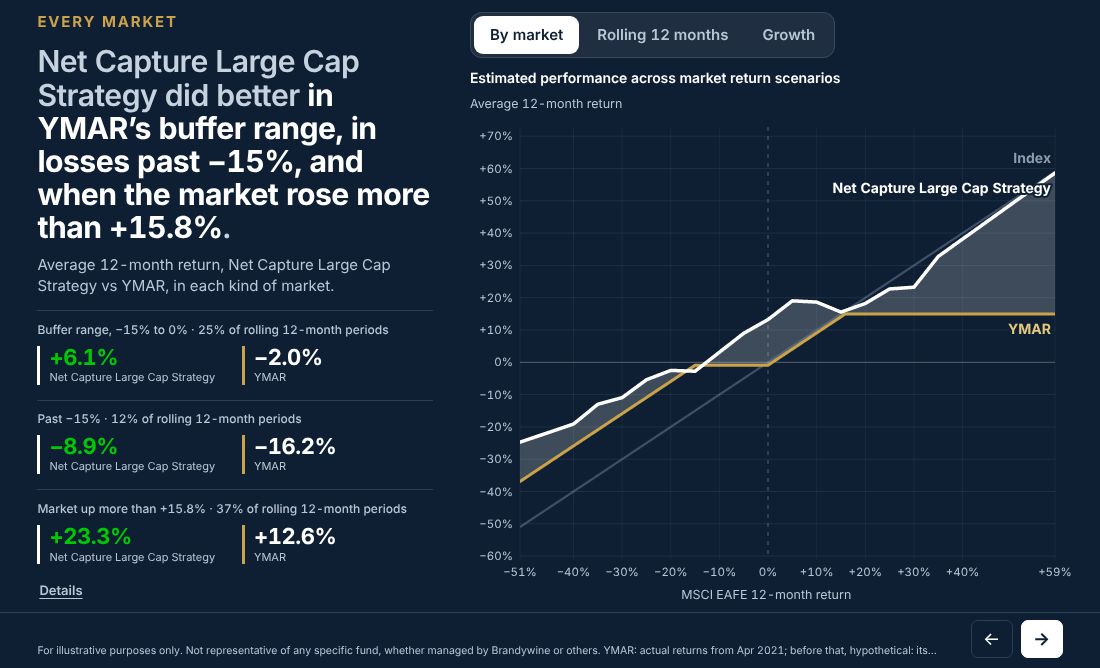 EVERY MARKET
Net Capture Large Cap
Strategy did better in
YMAR’s buffer range, in
losses past −15%, and
when the market rose more
than +15.8%.
Average 12-month return, Net Capture Large Cap
Strategy vs YMAR, in each kind of market.
Buffer range, −15% to 0% · 25% of rolling 12-month periods
+6.1%
Net Capture Large Cap Strategy
−2.0%
YMAR
Past −15% · 12% of rolling 12-month periods
−8.9%
Net Capture Large Cap Strategy
−16.2%
YMAR
Market up more than +15.8% · 37% of rolling 12-month periods
+23.3%
Net Capture Large Cap Strategy
+12.6%
YMAR
Details
By market
Rolling 12 months
Growth
Estimated performance across market return scenarios
Average 12-month return
+70%
+60%
+50%
+40%
+30%
+20%
+10%
0%
−10%
−20%
−30%
−40%
−50%
−60%
Index
Net Capture Large Cap Strategy
YMAR
−51% −40% −30% −20% −10% 0% +10% +20% +30% +40% +59%
MSCI EAFE 12-month return
For illustrative purposes only. Not representative of any specific fund, whether managed by Brandywine or others. YMAR: actual returns from Apr 2021; before that, hypothetical: its…
← →